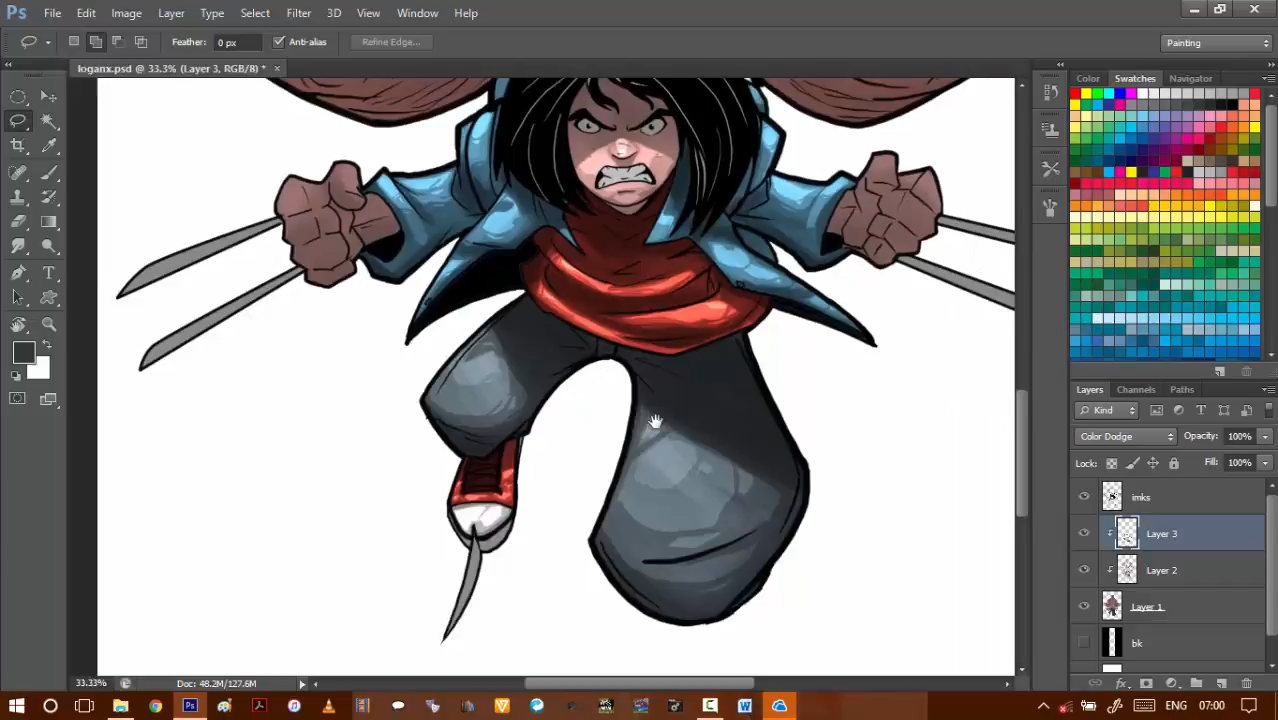 Ps File Edit Image Layer Type Select Filter 3D View Window Help
Feather: 0 px Anti-alias Refine Edge... Painting
loganx.psd @ 33.3% (Layer 3, RGB/8) * ×
Color Swatches Navigator
Layers Channels Paths
Kind
Color Dodge Opacity: 100%
Lock: Fill: 100%
imks
Layer 3
Layer 2
Layer 1
bk
33.33% Doc: 48.2M/127.6M
ENG 07:00